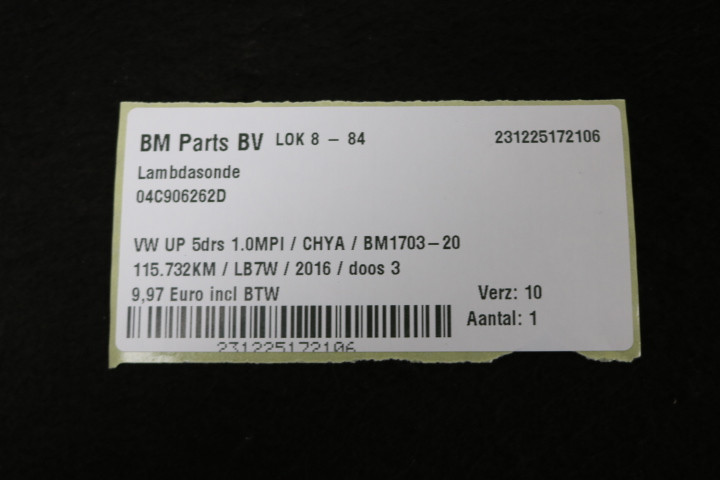 BM Parts BV LOK 8 – 84 231225172106
Lambdasonde
04C906262D
VW UP 5drs 1.0MPI / CHYA / BM1703–20
115.732KM / LB7W / 2016 / doos 3
9,97 Euro incl BTW Verz: 10
Aantal: 1
231225172106